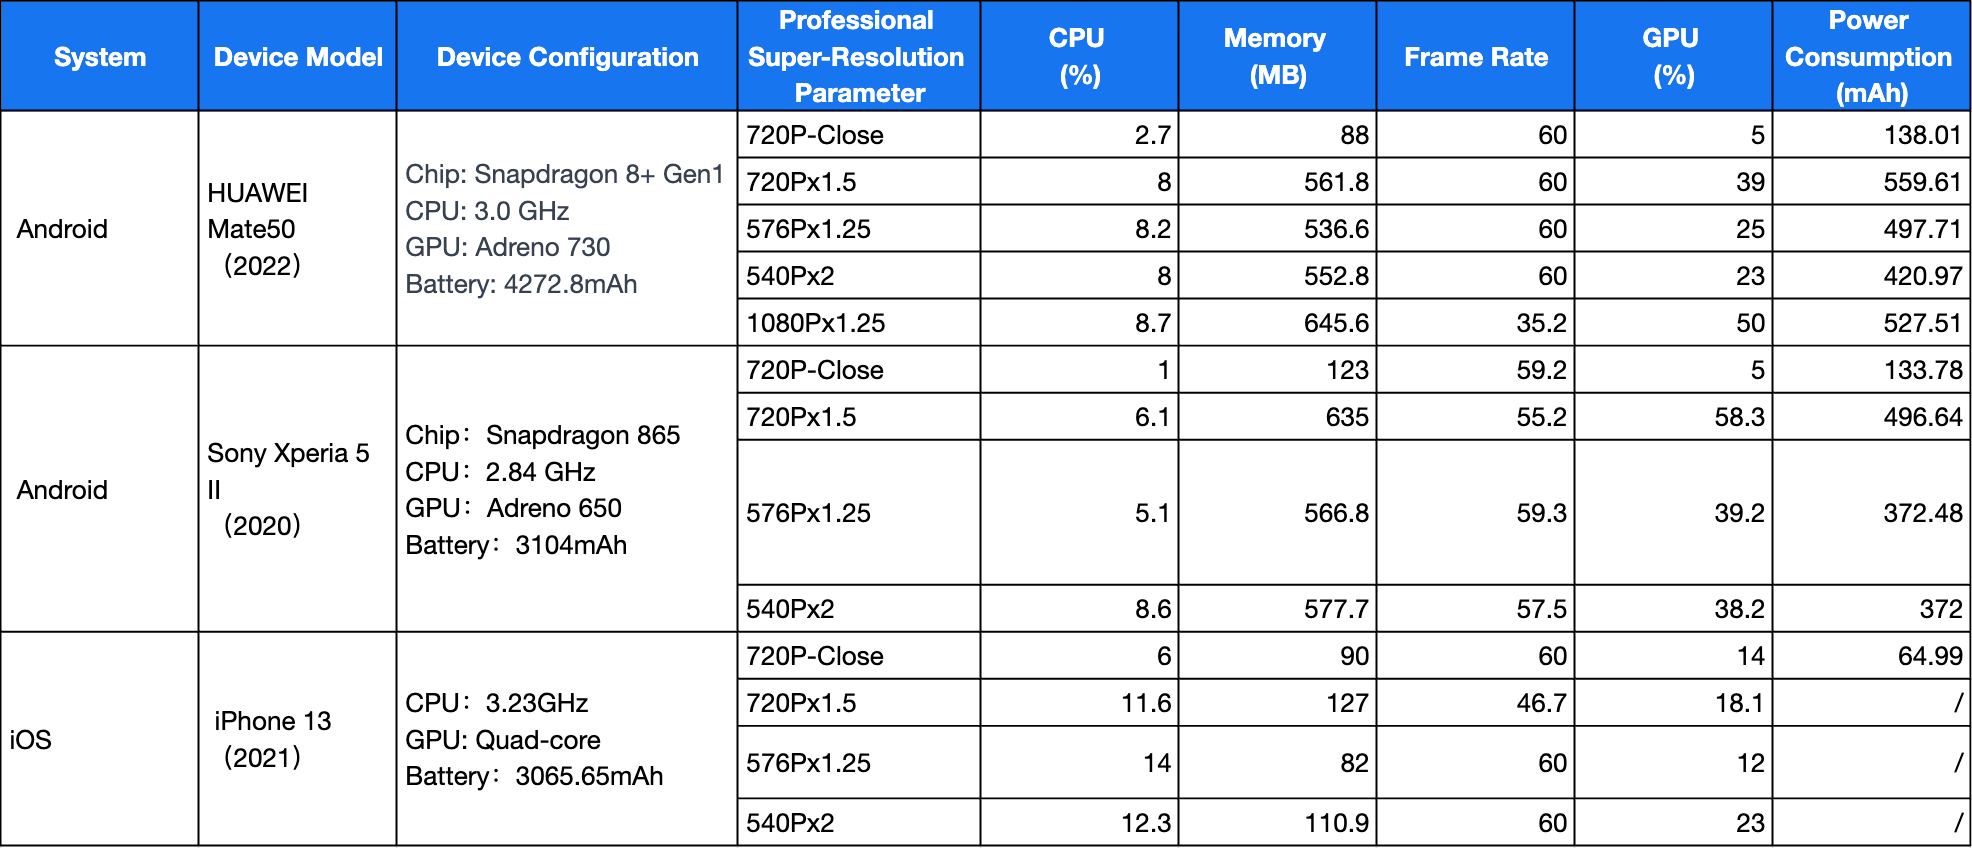 System Device Model Device Configuration Professional Super-Resolution Parameter CPU (%) Memory (MB) Frame Rate GPU (%) Power Consumption (mAh)
Android
HUAWEI
Mate50
（2022）
Chip: Snapdragon 8+ Gen1
CPU: 3.0 GHz
GPU: Adreno 730
Battery: 4272.8mAh
720P-Close 2.7 88 60 5 138.01
720Px1.5 8 561.8 60 39 559.61
576Px1.25 8.2 536.6 60 25 497.71
540Px2 8 552.8 60 23 420.97
1080Px1.25 8.7 645.6 35.2 50 527.51
Android
Sony Xperia 5
II
（2020）
Chip：Snapdragon 865
CPU：2.84 GHz
GPU：Adreno 650
Battery：3104mAh
720P-Close 1 123 59.2 5 133.78
720Px1.5 6.1 635 55.2 58.3 496.64
576Px1.25 5.1 566.8 59.3 39.2 372.48
540Px2 8.6 577.7 57.5 38.2 372
iOS
iPhone 13
（2021）
CPU：3.23GHz
GPU: Quad-core
Battery：3065.65mAh
720P-Close 6 90 60 14 64.99
720Px1.5 11.6 127 46.7 18.1 /
576Px1.25 14 82 60 12 /
540Px2 12.3 110.9 60 23 /